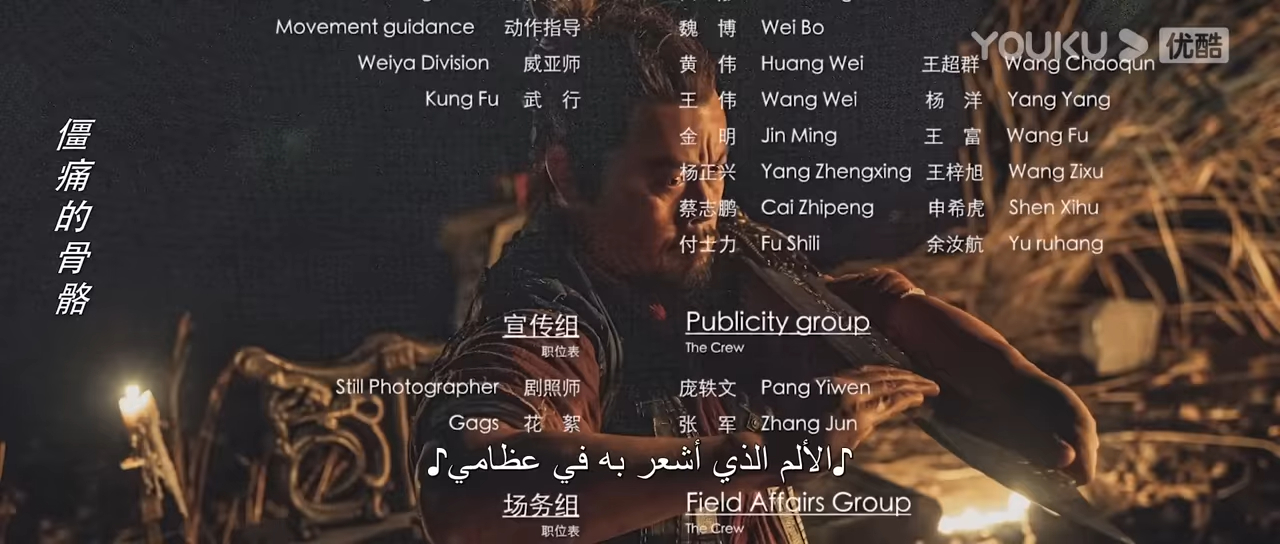 YOUKU 优酷
Movement guidance 动作指导 魏 博 Wei Bo
Weiya Division 威亚师 黄 伟 Huang Wei 王超群 Wang Chaoqun
Kung Fu 武 行 王 伟 Wang Wei 杨 洋 Yang Yang
金 明 Jin Ming 王 富 Wang Fu
杨正兴 Yang Zhengxing 王梓旭 Wang Zixu
蔡志鹏 Cai Zhipeng 申希虎 Shen Xihu
付士力 Fu Shili 余汝航 Yu ruhang
僵痛的骨骼
宣传组 Publicity group
职位表 The Crew
Still Photographer 剧照师 庞轶文 Pang Yiwen
Gags 花 絮 张 军 Zhang Jun
♪الألم الذي أشعر به في عظامي♪
场务组 Field Affairs Group
职位表 The Crew